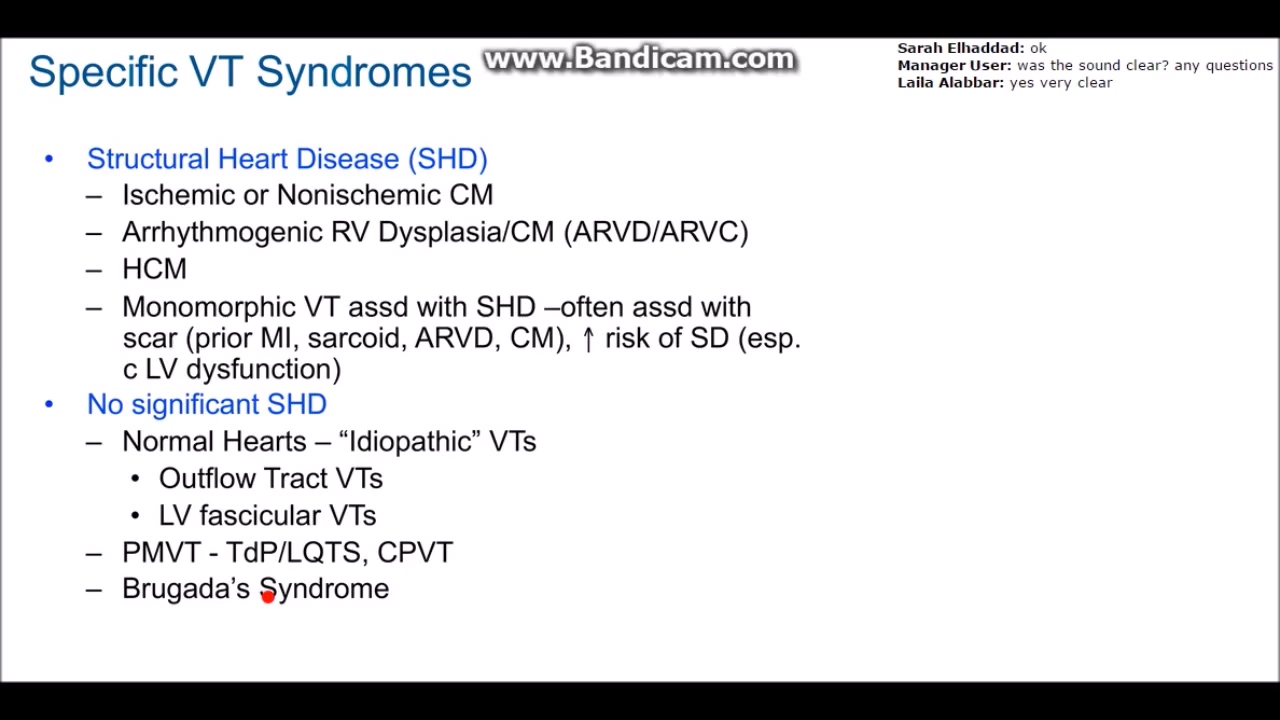 www.Bandicam.com
Specific VT Syndromes
Sarah Elhaddad: ok
Manager User: was the sound clear? any questions
Laila Alabbar: yes very clear
• Structural Heart Disease (SHD)
– Ischemic or Nonischemic CM
– Arrhythmogenic RV Dysplasia/CM (ARVD/ARVC)
– HCM
– Monomorphic VT assd with SHD –often assd with
scar (prior MI, sarcoid, ARVD, CM), ↑ risk of SD (esp.
c LV dysfunction)
• No significant SHD
– Normal Hearts – “Idiopathic” VTs
• Outflow Tract VTs
• LV fascicular VTs
– PMVT - TdP/LQTS, CPVT
– Brugada’s Syndrome